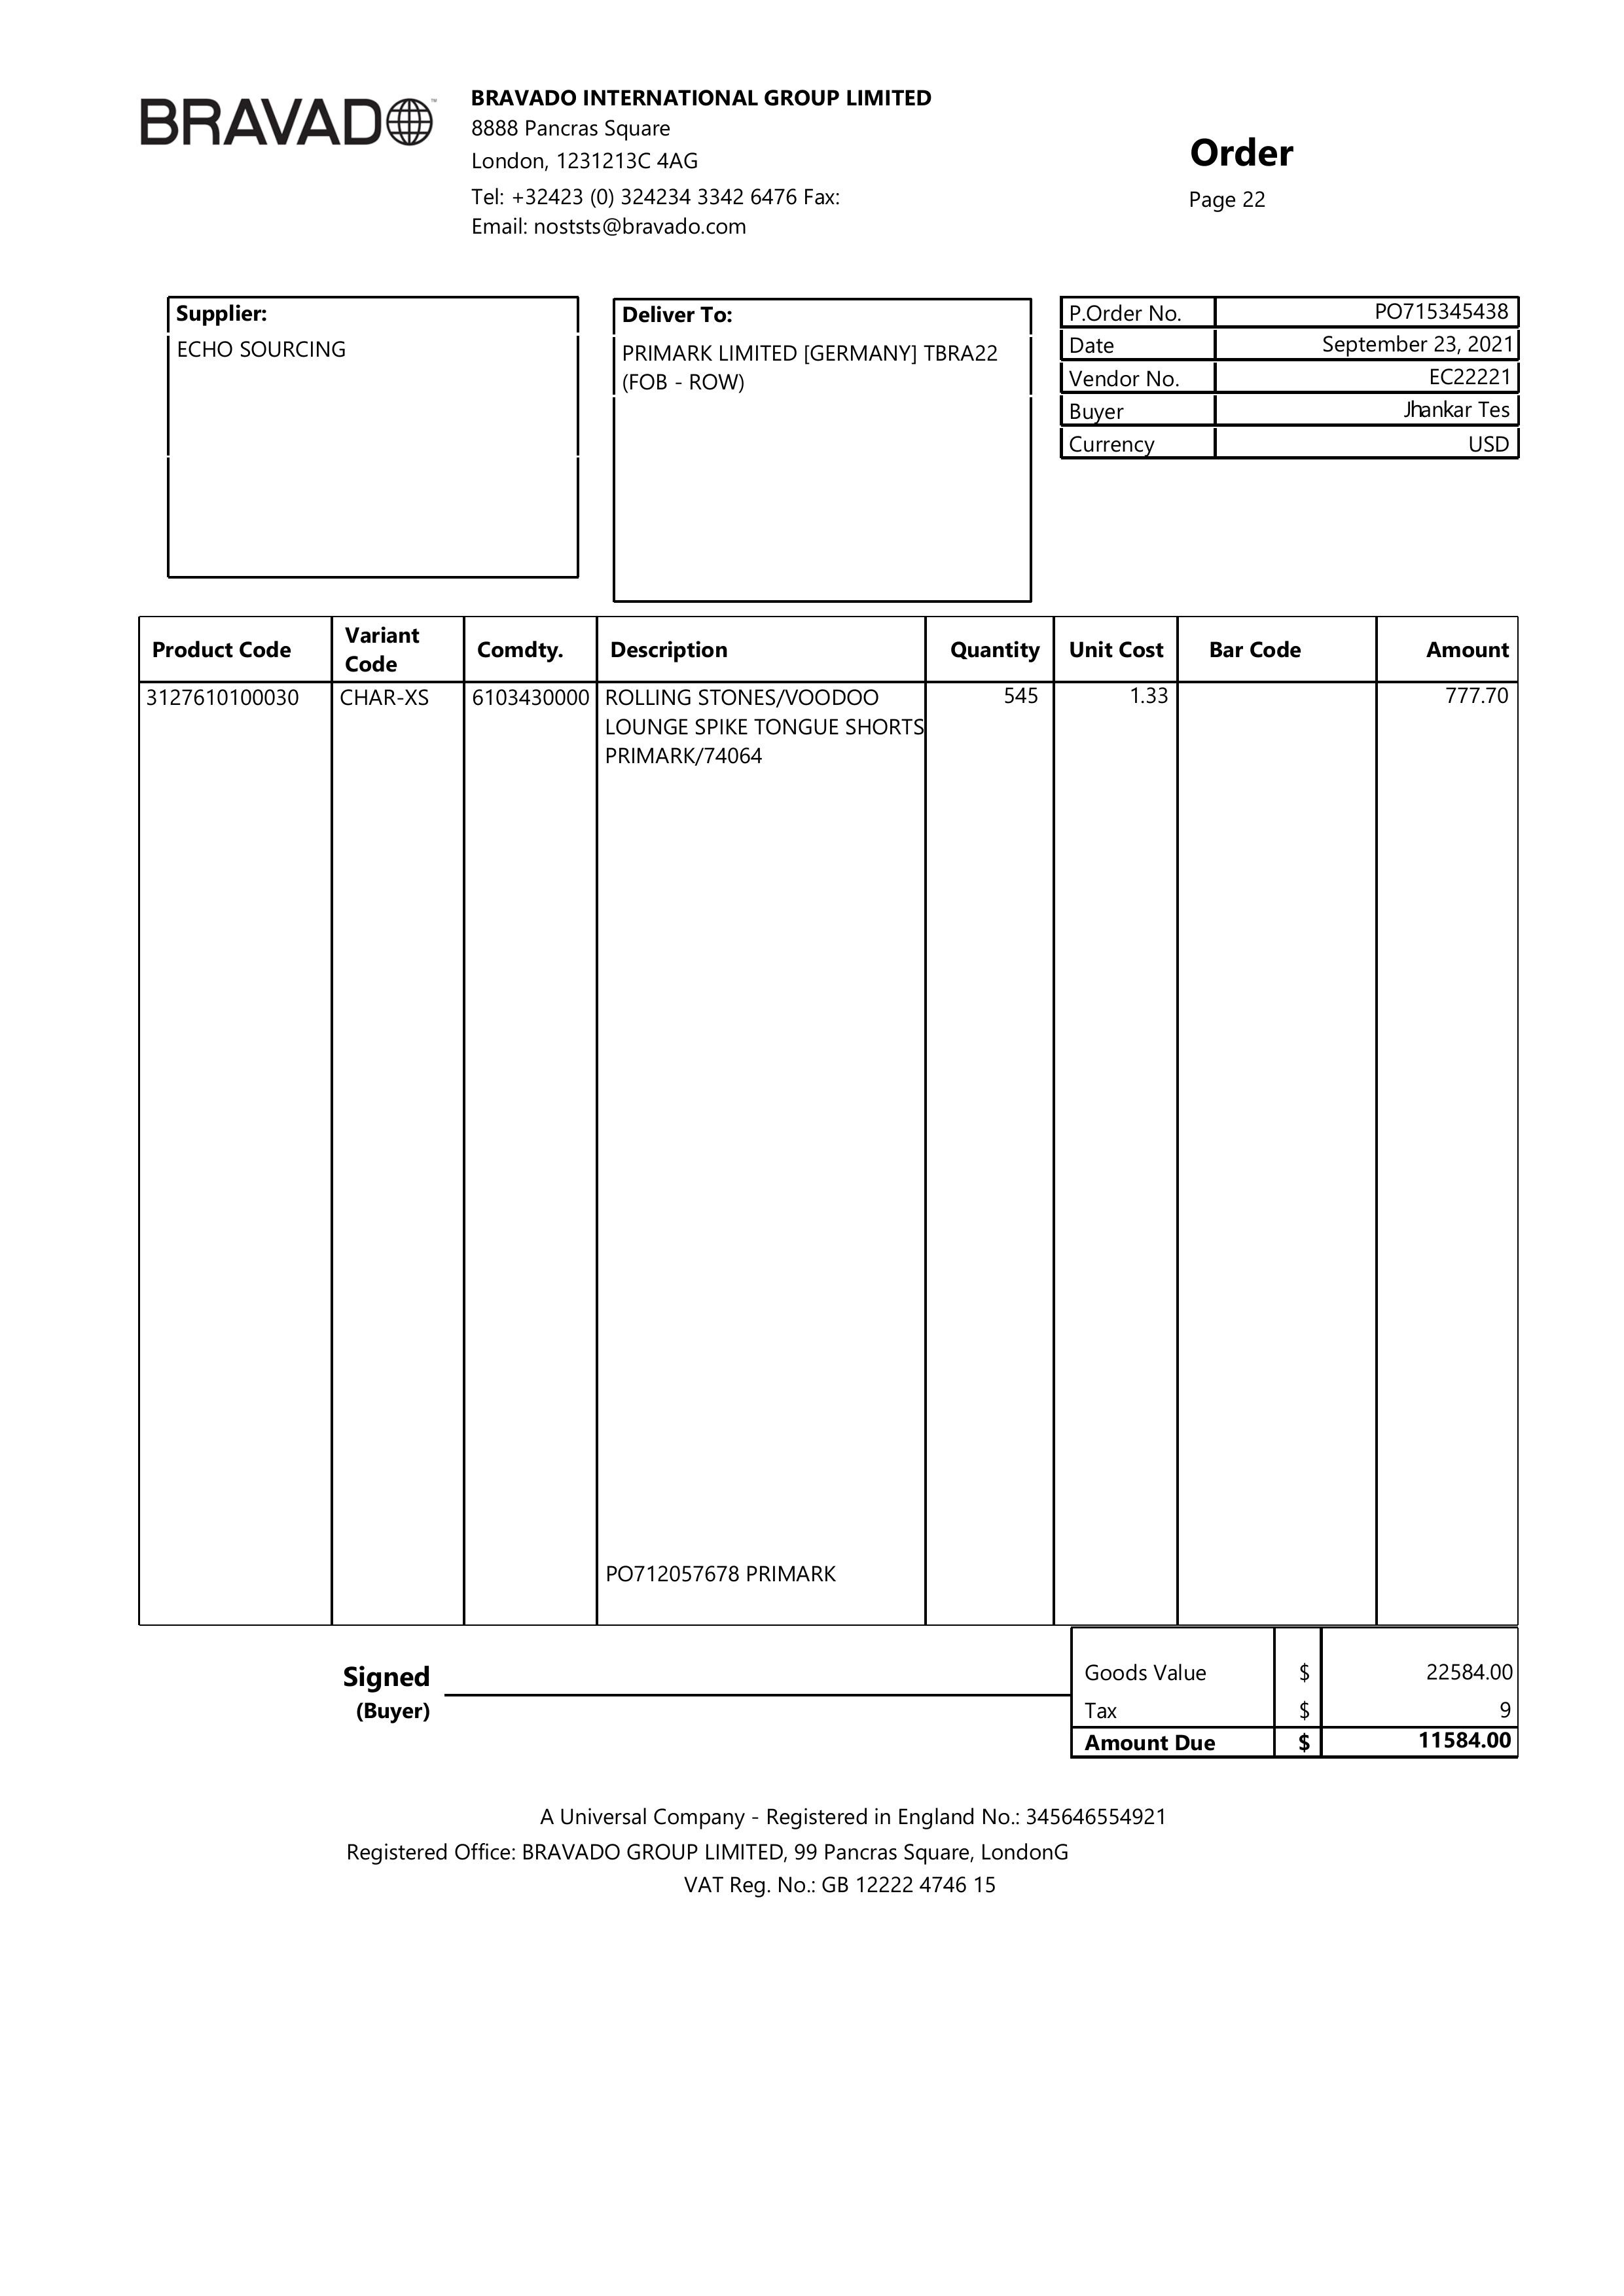 BRAVADO™
BRAVADO INTERNATIONAL GROUP LIMITED
8888 Pancras Square
London, 1231213C 4AG
Tel: +32423 (0) 324234 3342 6476 Fax:
Email: noststs@bravado.com
Order
Page 22
Supplier:
ECHO SOURCING
Deliver To:
PRIMARK LIMITED [GERMANY] TBRA22
(FOB - ROW)
P.Order No. PO715345438
Date September 23, 2021
Vendor No. EC22221
Buyer Jhankar Tes
Currency USD
Product Code Variant Code Comdty. Description Quantity Unit Cost Bar Code Amount
3127610100030 CHAR-XS 6103430000 ROLLING STONES/VOODOO 545 1.33 777.70
LOUNGE SPIKE TONGUE SHORTS
PRIMARK/74064
PO712057678 PRIMARK
Signed
(Buyer)
Goods Value $ 22584.00
Tax $ 9
Amount Due $ 11584.00
A Universal Company - Registered in England No.: 345646554921
Registered Office: BRAVADO GROUP LIMITED, 99 Pancras Square, LondonG
VAT Reg. No.: GB 12222 4746 15